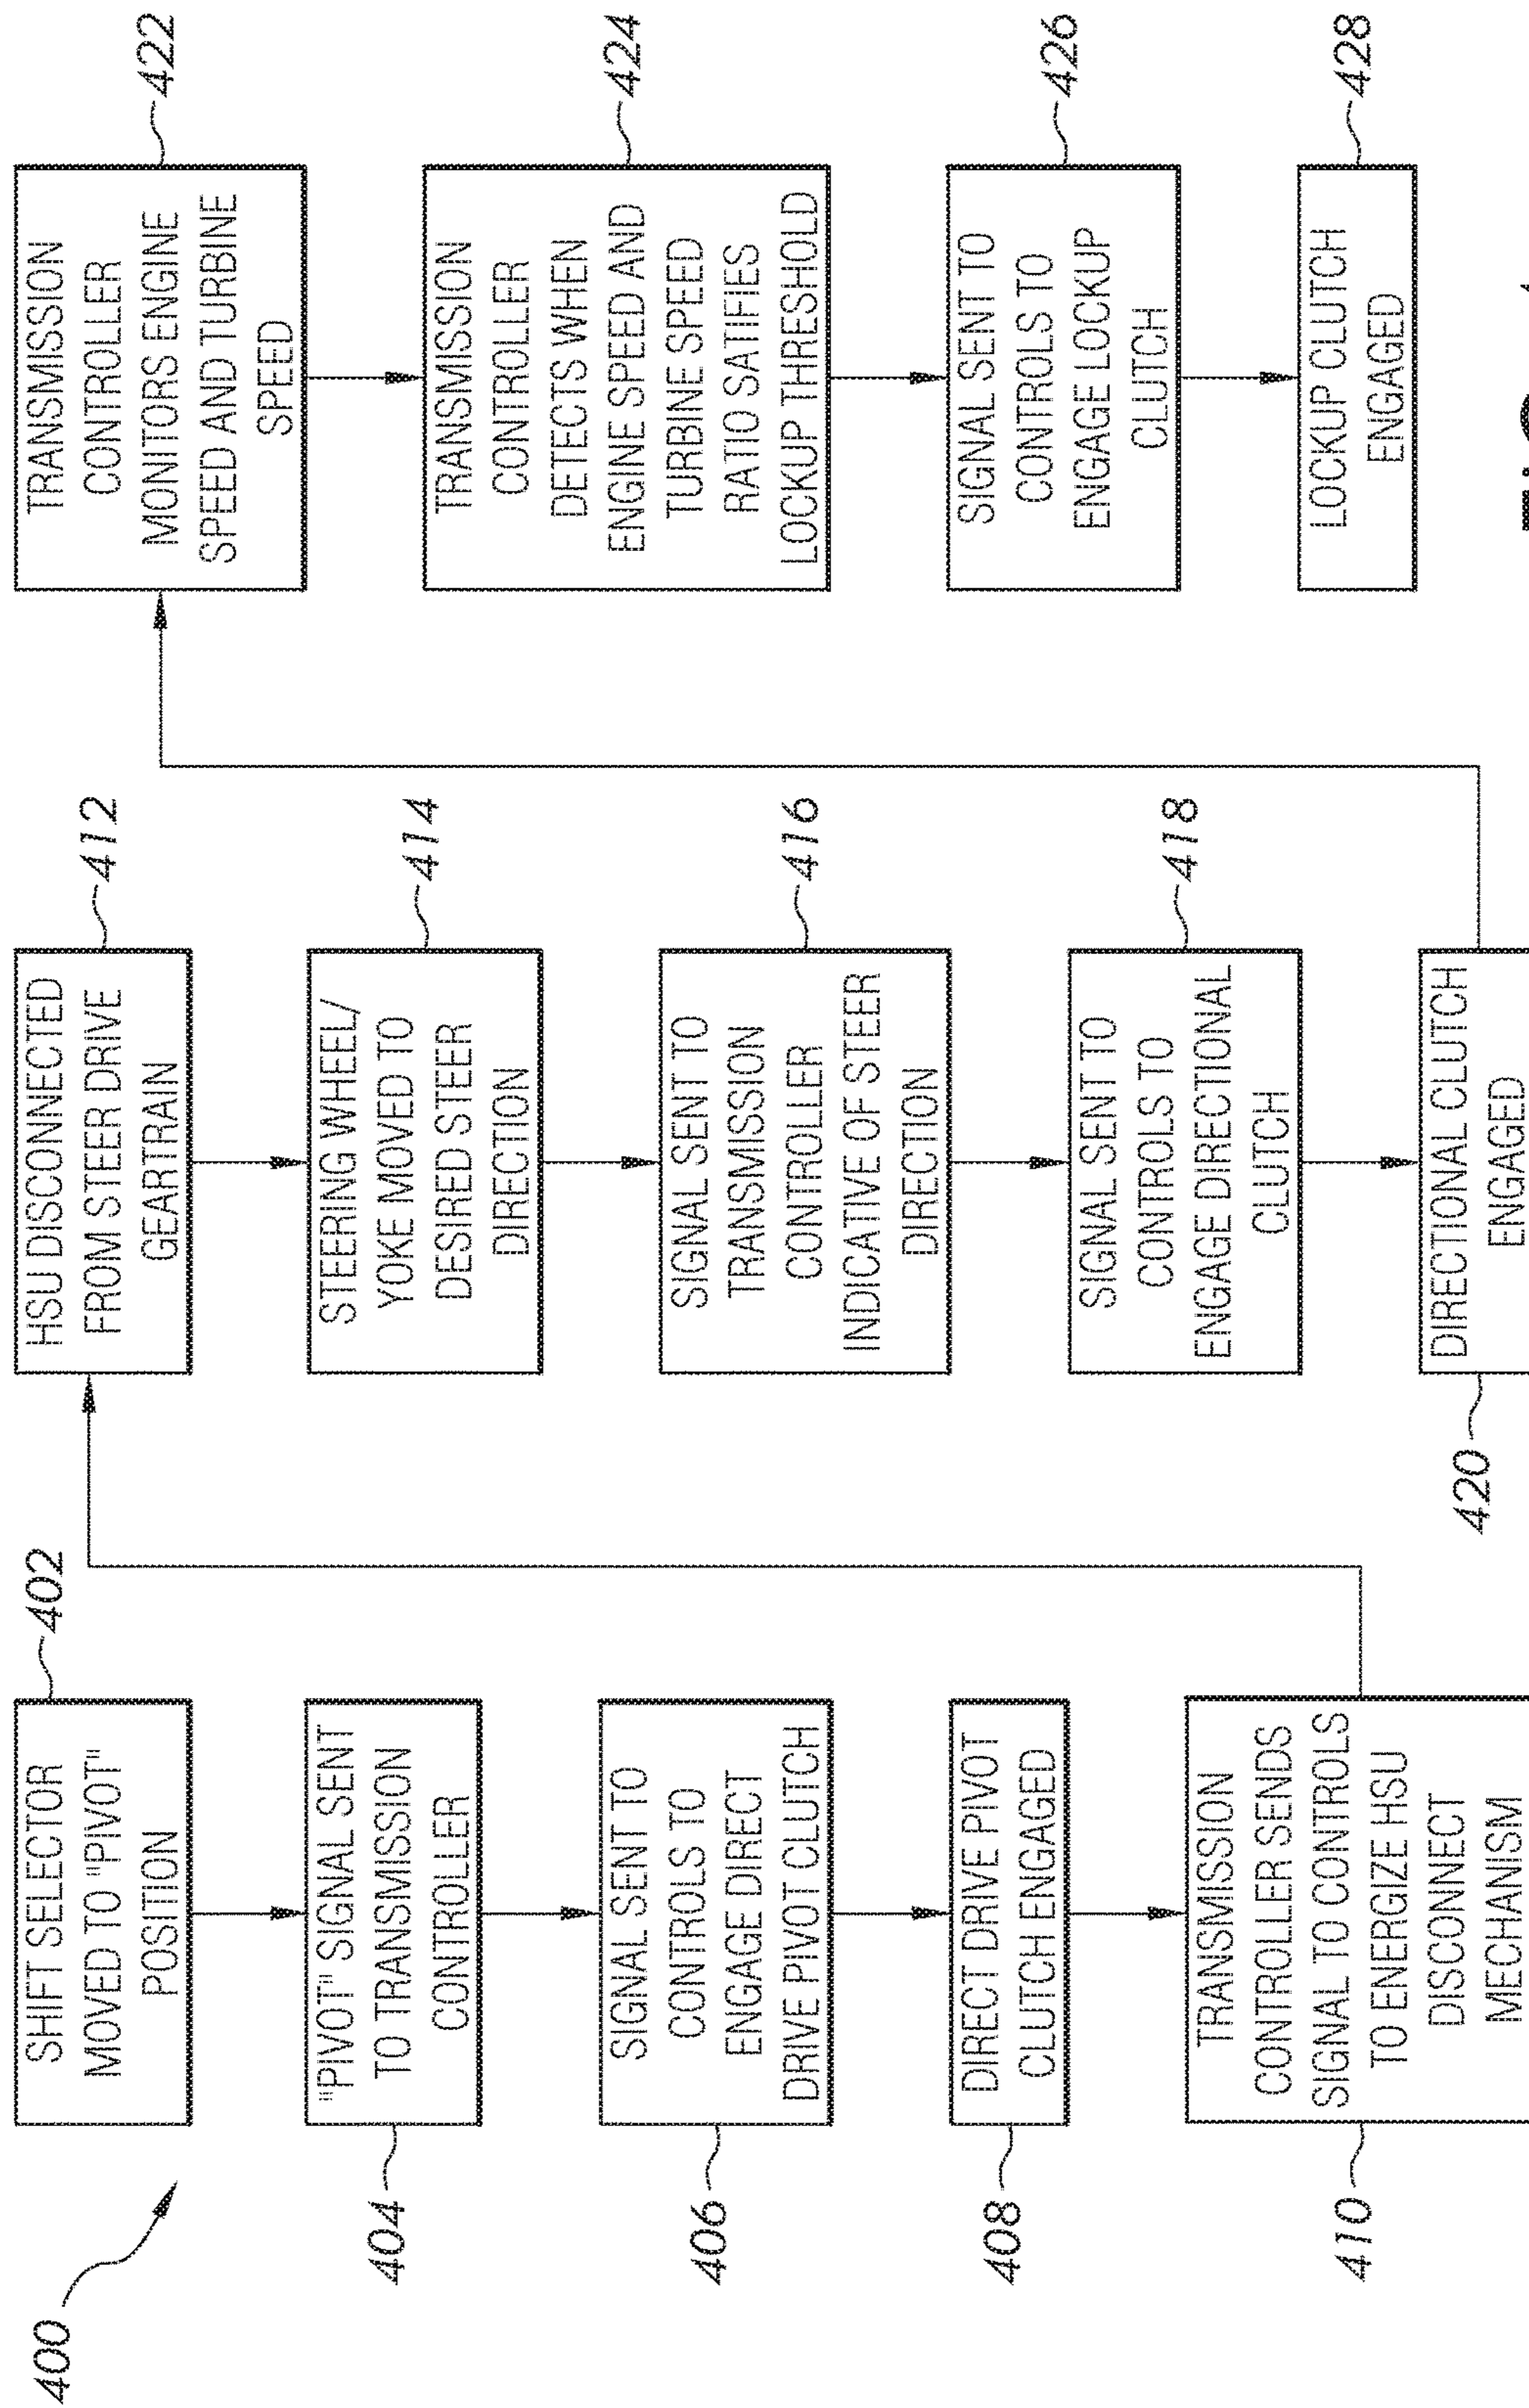 400
402
SHIFT SELECTOR
MOVED TO "PIVOT"
POSITION
404
"PIVOT" SIGNAL SENT
TO TRANSMISSION
CONTROLLER
406
SIGNAL SENT TO
CONTROLS TO
ENGAGE DIRECT
DRIVE PIVOT CLUTCH
408
DIRECT DRIVE PIVOT
CLUTCH ENGAGED
410
TRANSMISSION
CONTROLLER SENDS
SIGNAL TO CONTROLS
TO ENERGIZE HSU
DISCONNECT
MECHANISM
412
HSU DISCONNECTED
FROM STEER DRIVE
GEARTRAIN
414
STEERING WHEEL/
YOKE MOVED TO
DESIRED STEER
DIRECTION
416
SIGNAL SENT TO
TRANSMISSION
CONTROLLER
INDICATIVE OF STEER
DIRECTION
418
SIGNAL SENT TO
CONTROLS TO
ENGAGE DIRECTIONAL
CLUTCH
420
DIRECTIONAL CLUTCH
ENGAGED
422
TRANSMISSION
CONTROLLER
MONITORS ENGINE
SPEED AND TURBINE
SPEED
424
TRANSMISSION
CONTROLLER
DETECTS WHEN
ENGINE SPEED AND
TURBINE SPEED
RATIO SATIFIES
LOCKUP THRESHOLD
426
SIGNAL SENT TO
CONTROLS TO
ENGAGE LOCKUP
CLUTCH
428
LOCKUP CLUTCH
ENGAGED